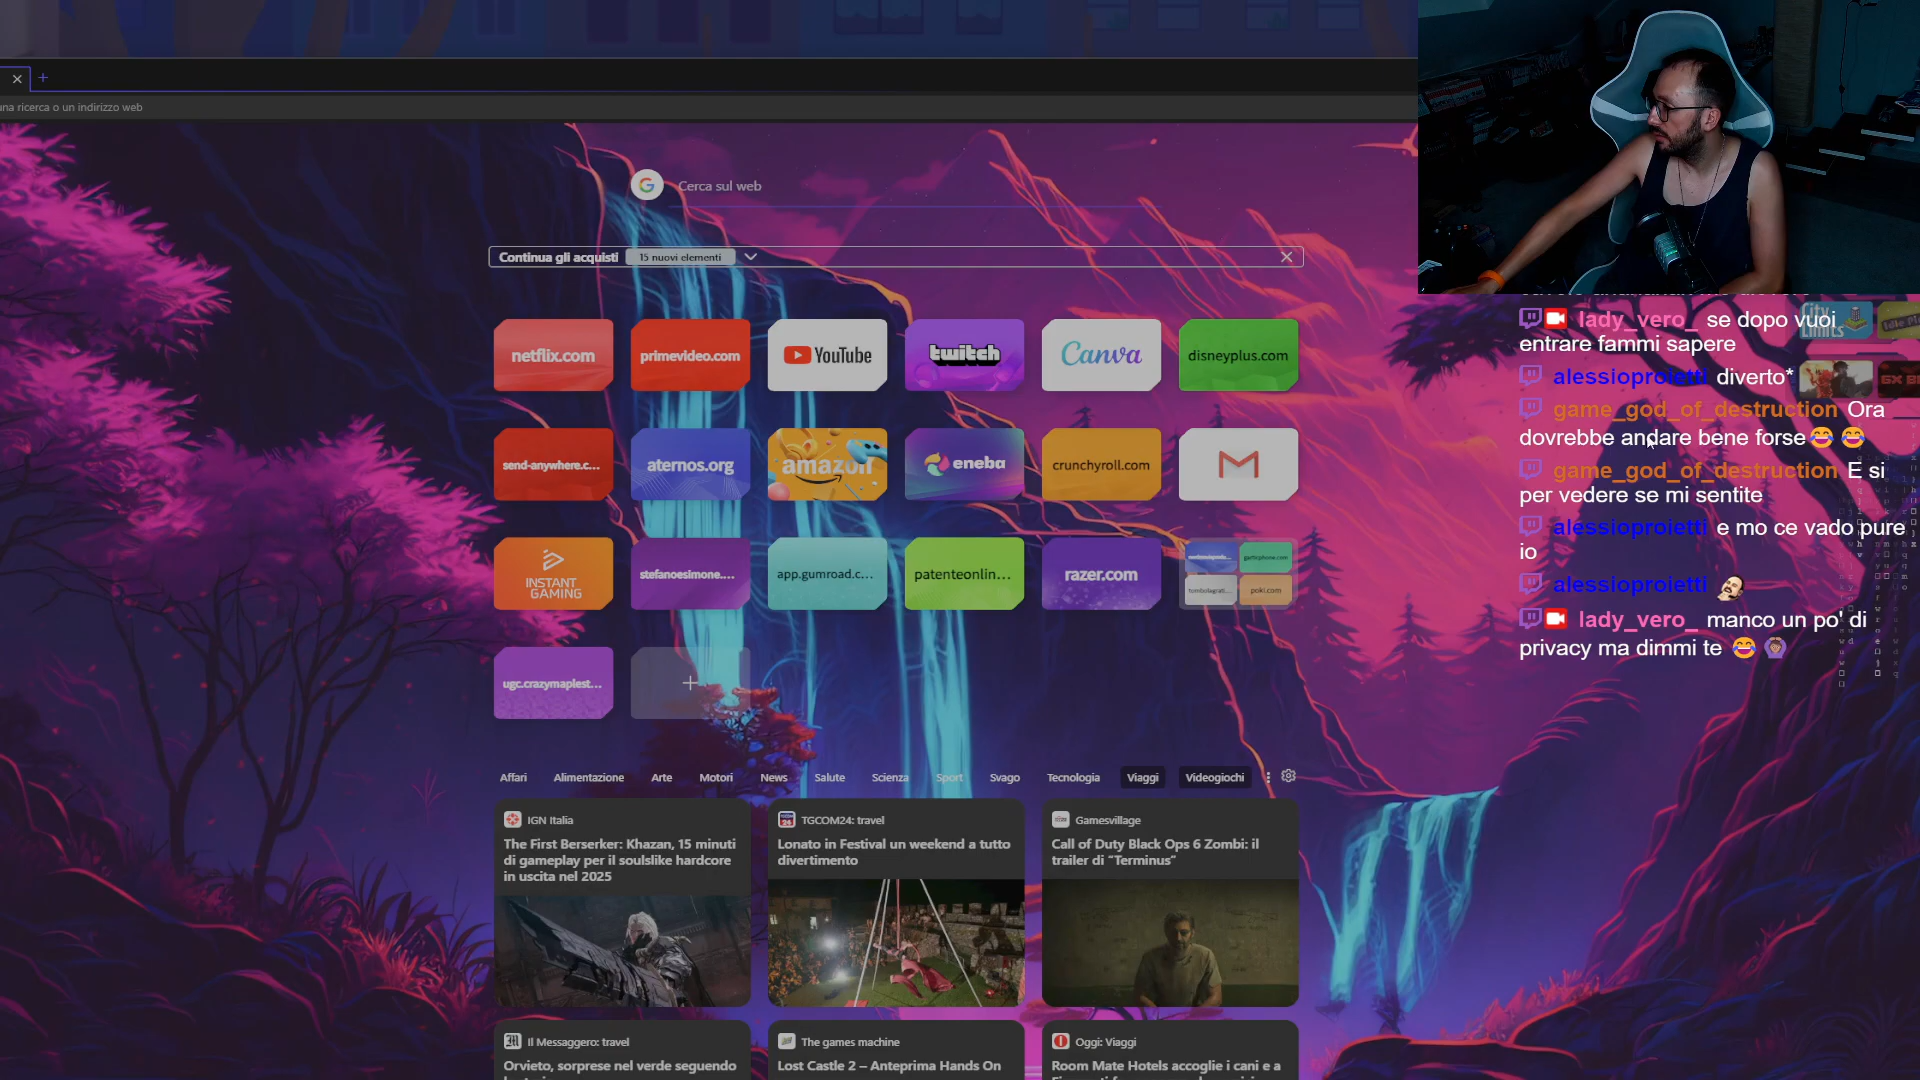 una ricerca o un indirizzo web
Cerca sul web
Continua gli acquisti 15 nuovi elementi
netflix.com
primevideo.com
YouTube
twitch
Canva
disneyplus.com
send-anywhere.c...
aternos.org
amazon
eneba
crunchyroll.com
INSTANT
GAMING
stefanoesimone....
app.gumroad.c...
patenteonlin...
razer.com
garticphone.com
poki.com
ugc.crazymaplest...
Affari Alimentazione Arte Motori News Salute Scienza Sport Svago Tecnologia Viaggi Videogiochi
IGN Italia
The First Berserker: Khazan, 15 minuti
di gameplay per il soulslike hardcore
in uscita nel 2025
TGCOM24: travel
Lonato in Festival un weekend a tutto
divertimento
Gamesvillage
Call of Duty Black Ops 6 Zombi: il
trailer di “Terminus”
Il Messaggero: travel
Orvieto, sorprese nel verde seguendo
The games machine
Lost Castle 2 – Anteprima Hands On
Oggi: Viaggi
Room Mate Hotels accoglie i cani e a
City
Limits
lady_vero_ se dopo vuoi
entrare fammi sapere
alessioproietti diverto*
game_god_of_destruction Ora
dovrebbe andare bene forse😂 😂
game_god_of_destruction E si
per vedere se mi sentite
alessioproietti e mo ce vado pure
io
alessioproietti
lady_vero_ manco un po' di
privacy ma dimmi te 😂 🙆🏽